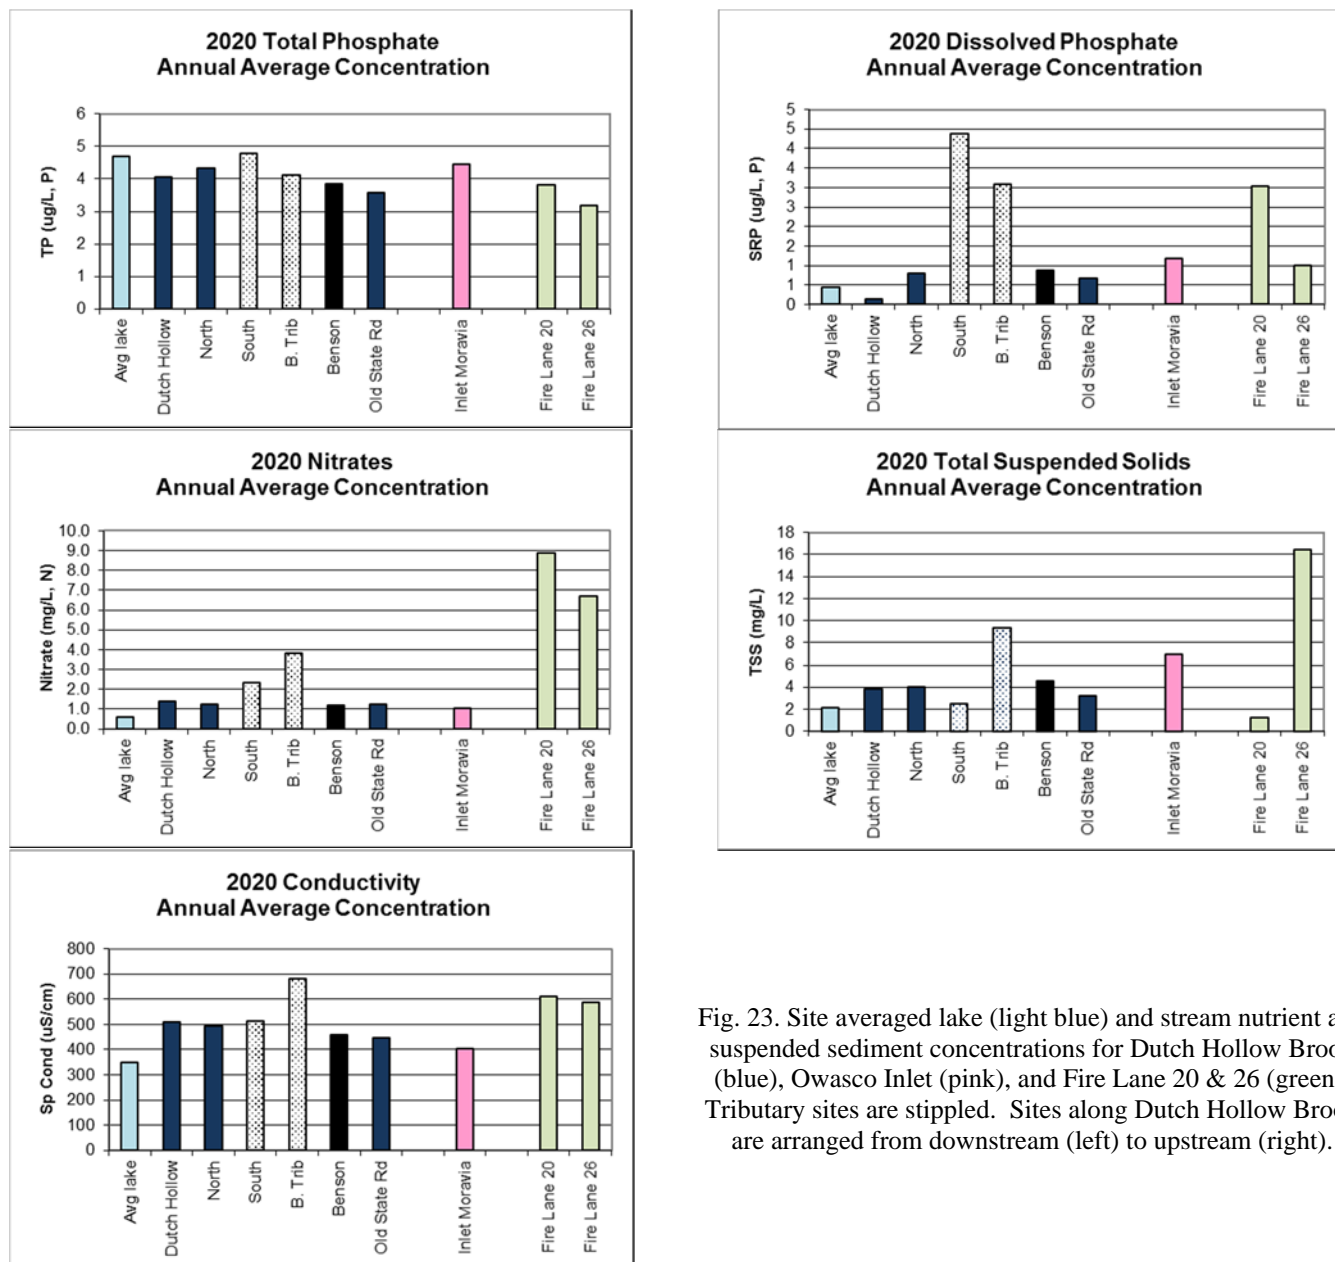 2020 Total Phosphate
Annual Average Concentration
TP (ug/L, P)
6
5
4
3
2
1
0
Avg lake
Dutch Hollow
North
South
B. Trib
Benson
Old State Rd
Inlet Moravia
Fire Lane 20
Fire Lane 26
2020 Dissolved Phosphate
Annual Average Concentration
SRP (ug/L, P)
5
5
4
4
3
3
2
2
1
1
0
Avg lake
Dutch Hollow
North
South
B. Trib
Benson
Old State Rd
Inlet Moravia
Fire Lane 20
Fire Lane 26
2020 Nitrates
Annual Average Concentration
Nitrate (mg/L, N)
10.0
9.0
8.0
7.0
6.0
5.0
4.0
3.0
2.0
1.0
0.0
Avg lake
Dutch Hollow
North
South
B. Trib
Benson
Old State Rd
Inlet Moravia
Fire Lane 20
Fire Lane 26
2020 Total Suspended Solids
Annual Average Concentration
TSS (mg/L)
18
16
14
12
10
8
6
4
2
0
Avg lake
Dutch Hollow
North
South
B. Trib
Benson
Old State Rd
Inlet Moravia
Fire Lane 20
Fire Lane 26
2020 Conductivity
Annual Average Concentration
Sp Cond (uS/cm)
800
700
600
500
400
300
200
100
0
Avg lake
Dutch Hollow
North
South
B. Trib
Benson
Old State Rd
Inlet Moravia
Fire Lane 20
Fire Lane 26
Fig. 23. Site averaged lake (light blue) and stream nutrient a
suspended sediment concentrations for Dutch Hollow Broo
(blue), Owasco Inlet (pink), and Fire Lane 20 & 26 (green
Tributary sites are stippled. Sites along Dutch Hollow Broo
are arranged from downstream (left) to upstream (right).